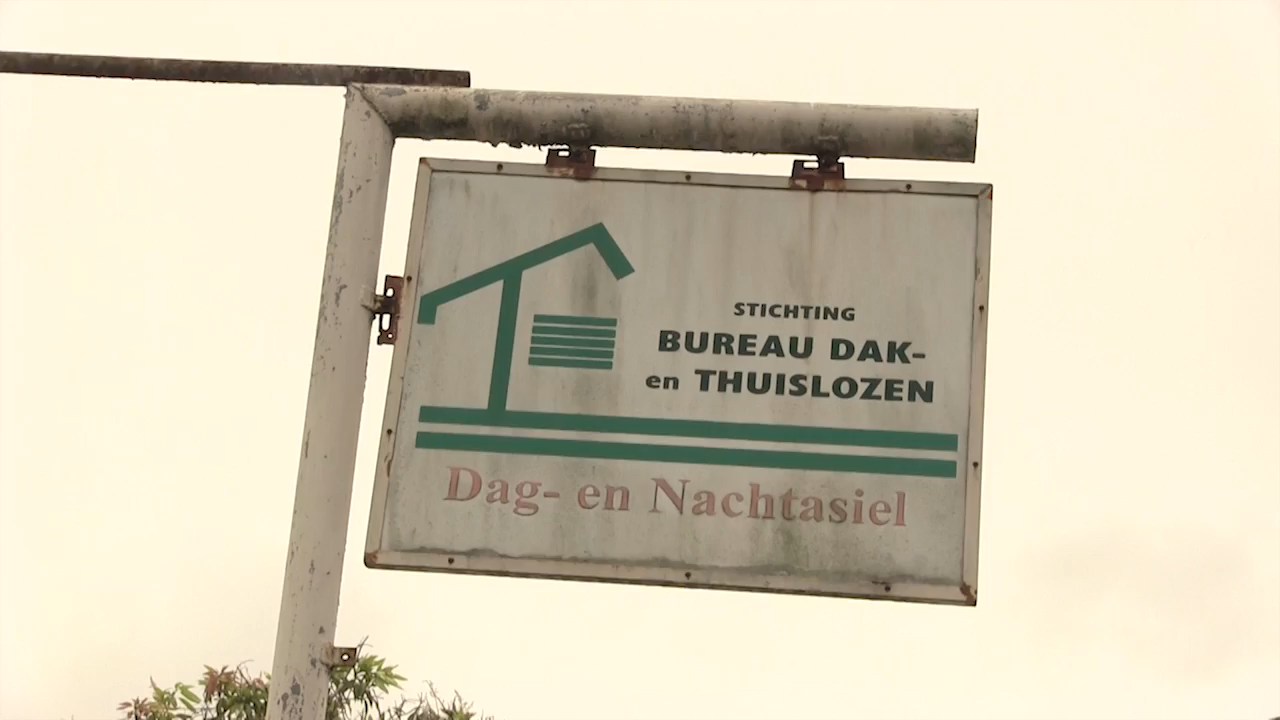 STICHTING
BUREAU DAK-
en THUISLOZEN
Dag- en Nachtasiel